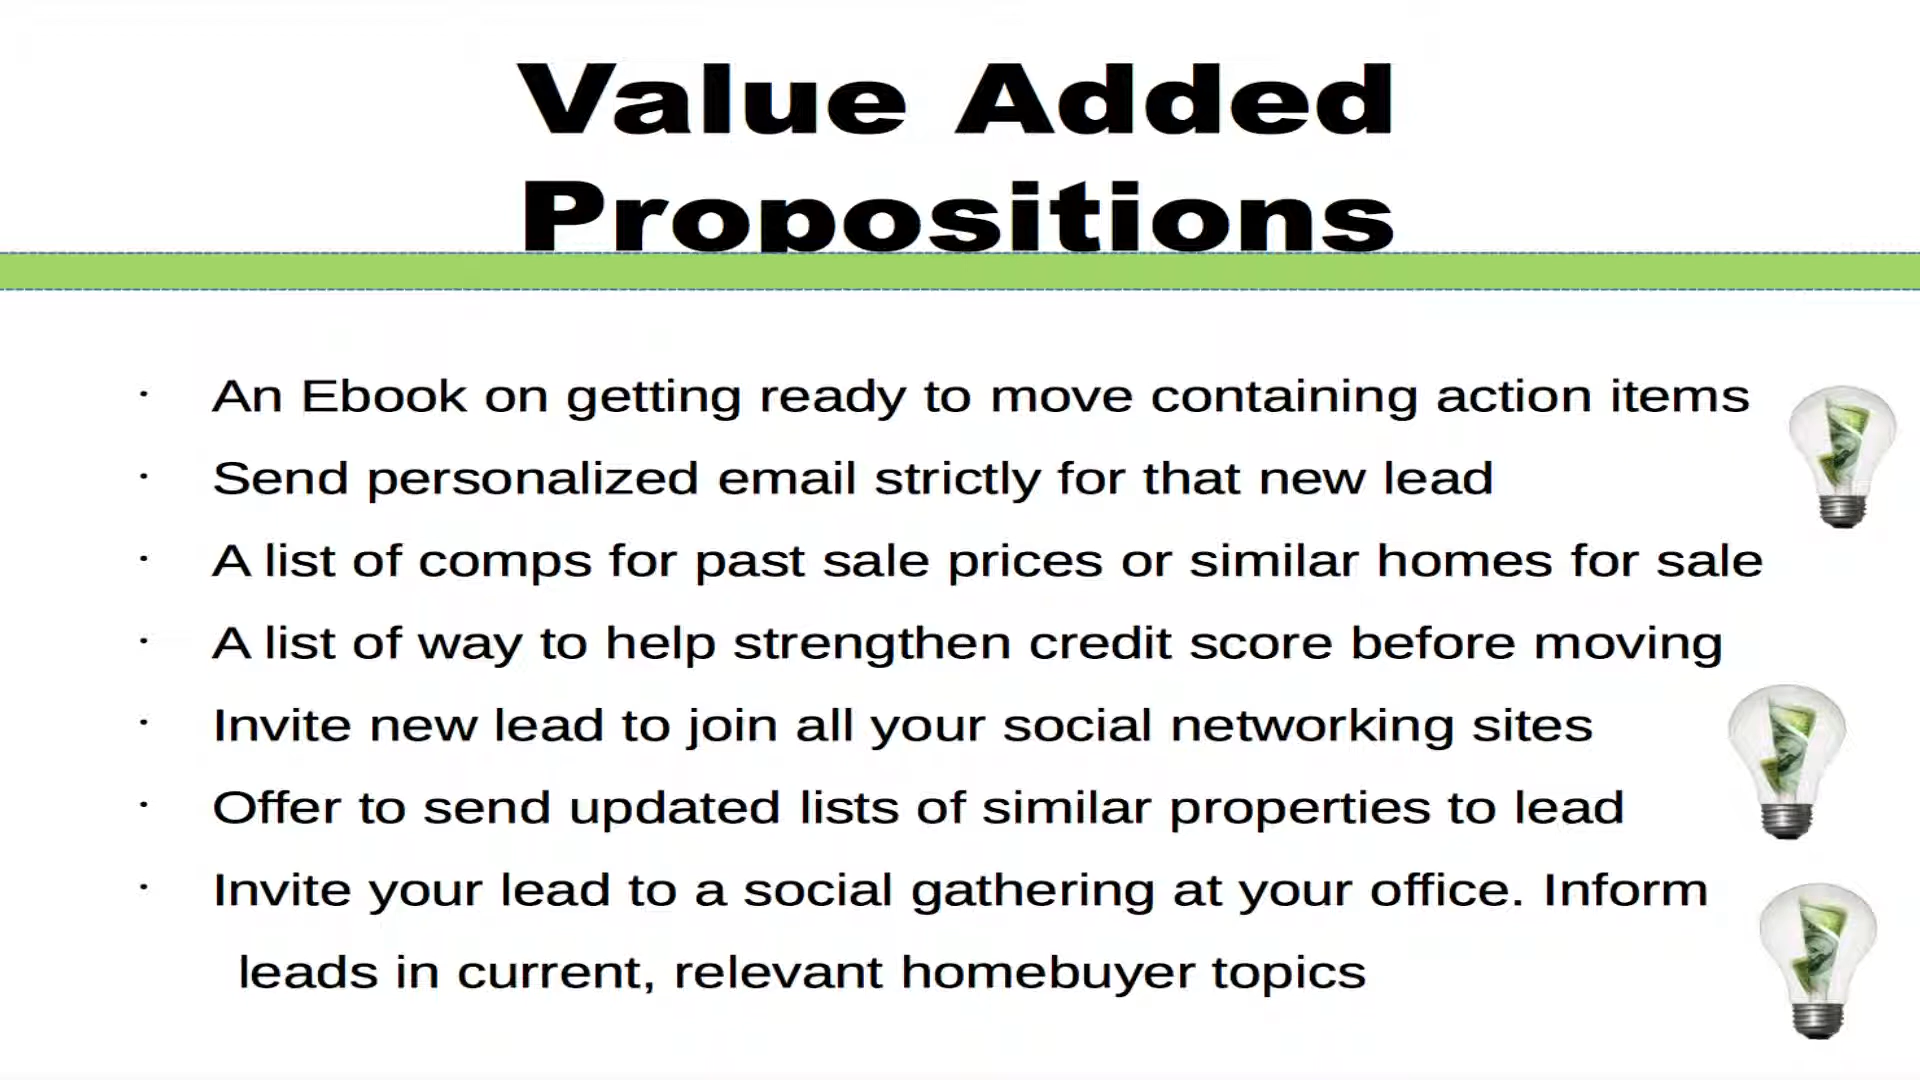 Value Added
Propositions
· An Ebook on getting ready to move containing action items
· Send personalized email strictly for that new lead
· A list of comps for past sale prices or similar homes for sale
· A list of way to help strengthen credit score before moving
· Invite new lead to join all your social networking sites
· Offer to send updated lists of similar properties to lead
· Invite your lead to a social gathering at your office. Inform
leads in current, relevant homebuyer topics